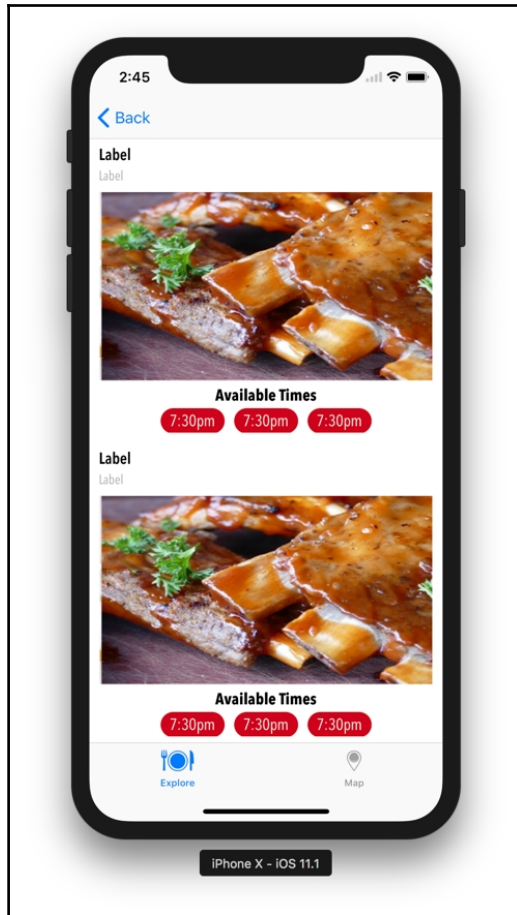 2:45
Back
Label
Label
Available Times
7:30pm 7:30pm 7:30pm
Label
Label
Available Times
7:30pm 7:30pm 7:30pm
Explore Map
iPhone X - iOS 11.1